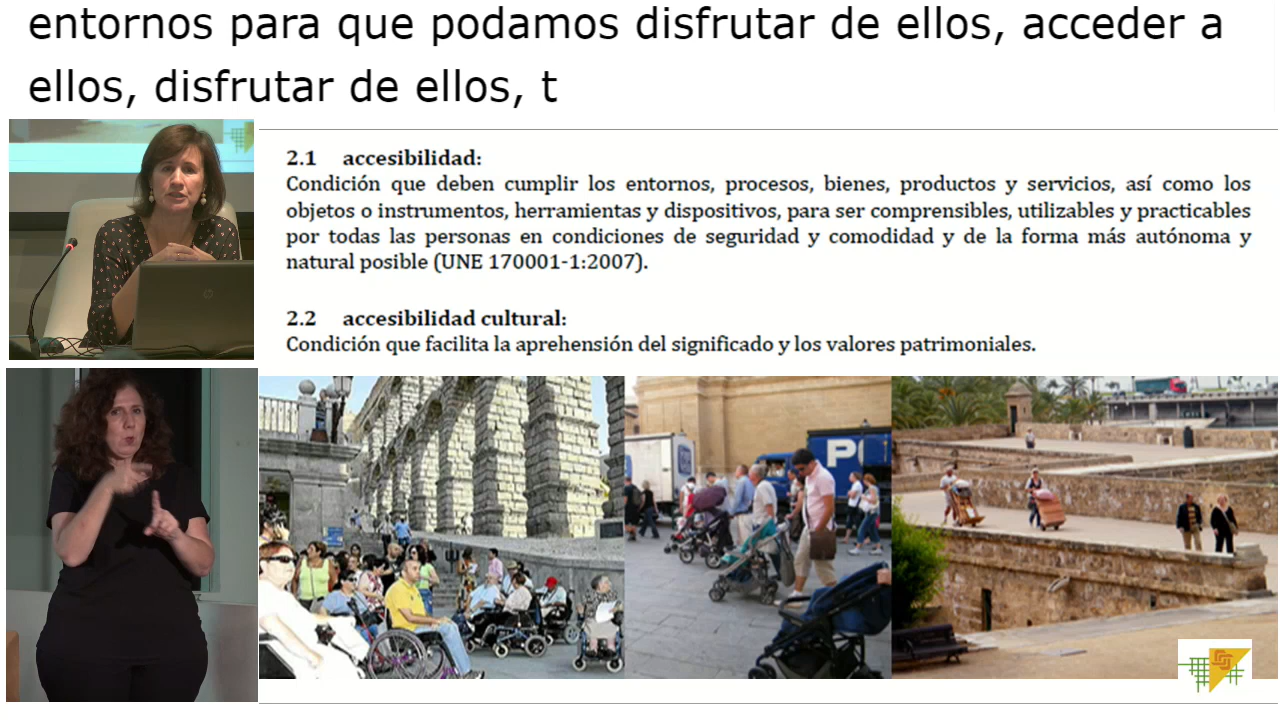 entornos para que podamos disfrutar de ellos, acceder a
ellos, disfrutar de ellos, t
2.1 accesibilidad:
Condición que deben cumplir los entornos, procesos, bienes, productos y servicios, así como los
objetos o instrumentos, herramientas y dispositivos, para ser comprensibles, utilizables y practicables
por todas las personas en condiciones de seguridad y comodidad y de la forma más autónoma y
natural posible (UNE 170001-1:2007).
2.2 accesibilidad cultural:
Condición que facilita la aprehensión del significado y los valores patrimoniales.